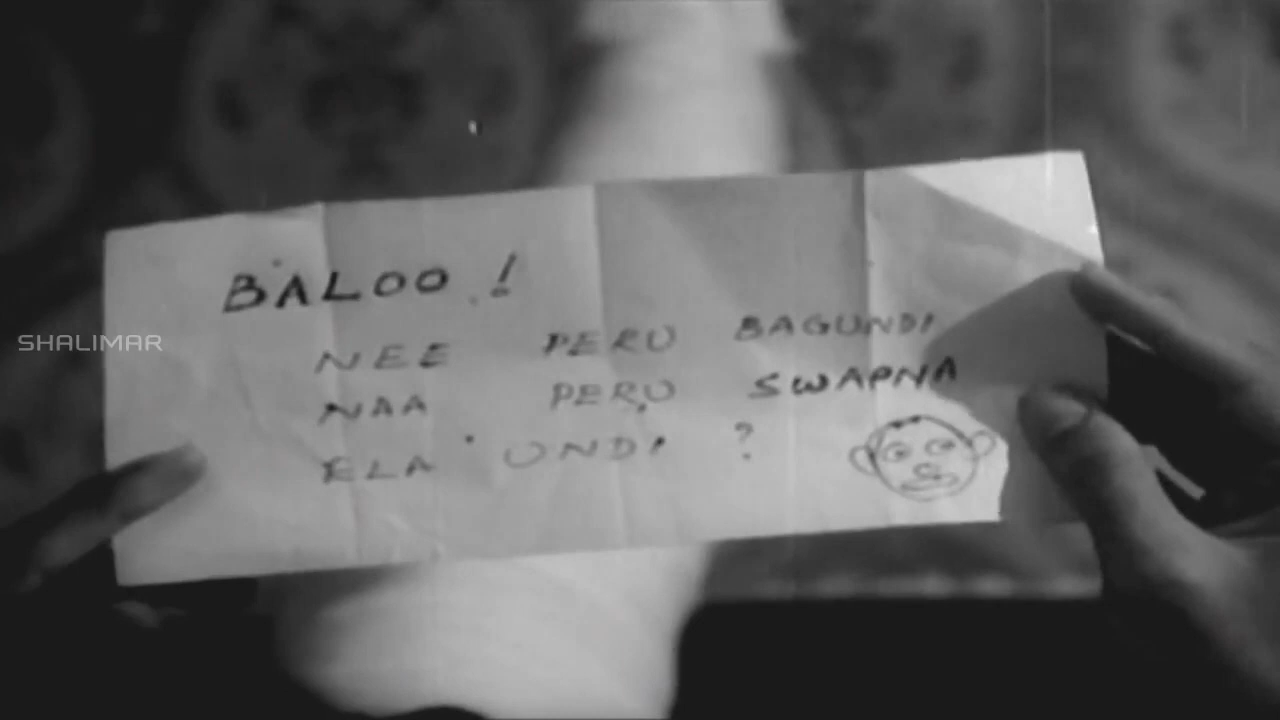 BALOO !
NEE PERU BAGUNDI
SHALIMAR
NAA PERU SWAPNA
ELA UNDI ?